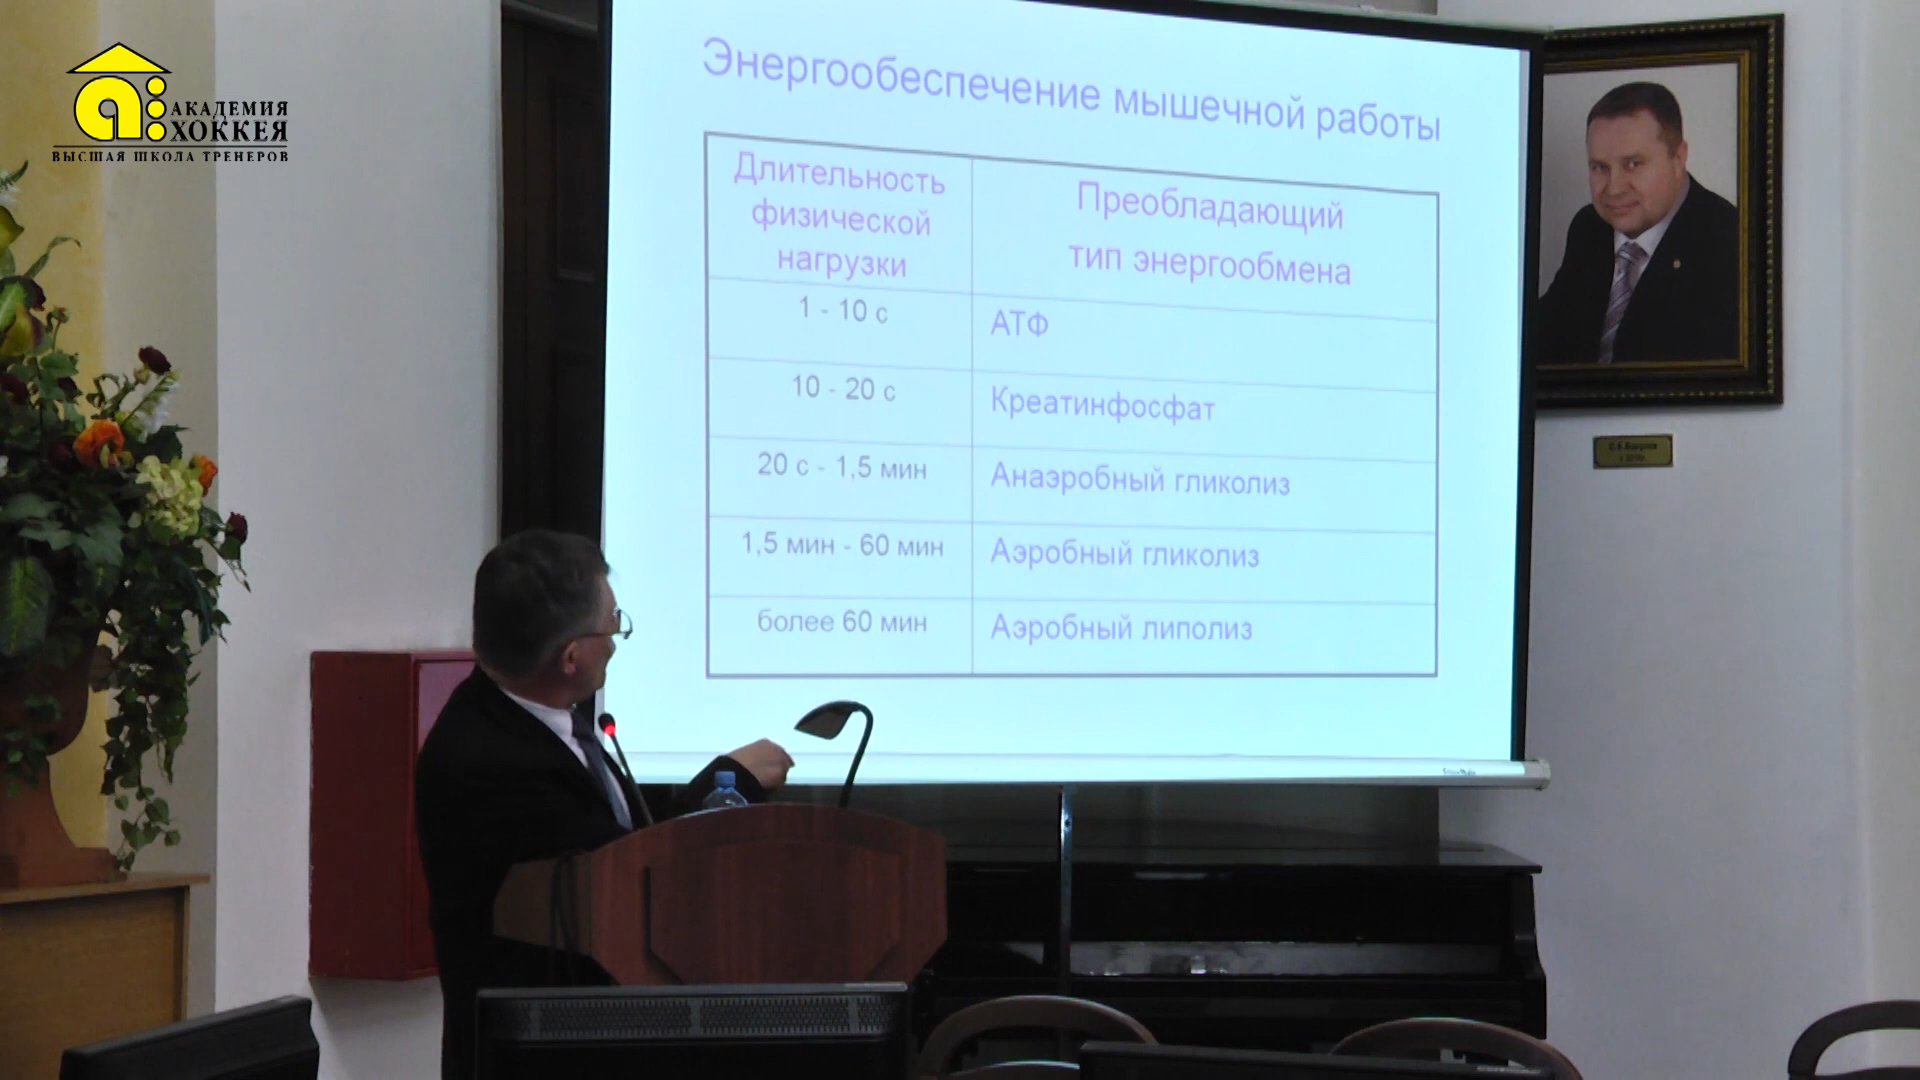 АКАДЕМИЯ
ХОККЕЯ
ВЫСШАЯ ШКОЛА ТРЕНЕРОВ
Энергообеспечение мышечной работы
Длительность
физической
нагрузки
Преобладающий
тип энергообмена
1 - 10 с
АТФ
10 - 20 с
Креатинфосфат
20 с - 1,5 мин
Анаэробный гликолиз
1,5 мин - 60 мин
Аэробный гликолиз
более 60 мин
Аэробный липолиз